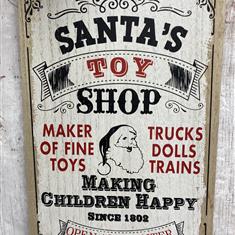 SANTA'S
TOY
SHOP
MAKER
OF FINE
TOYS
TRUCKS
DOLLS
TRAINS
MAKING
CHILDREN HAPPY
SINCE 1802